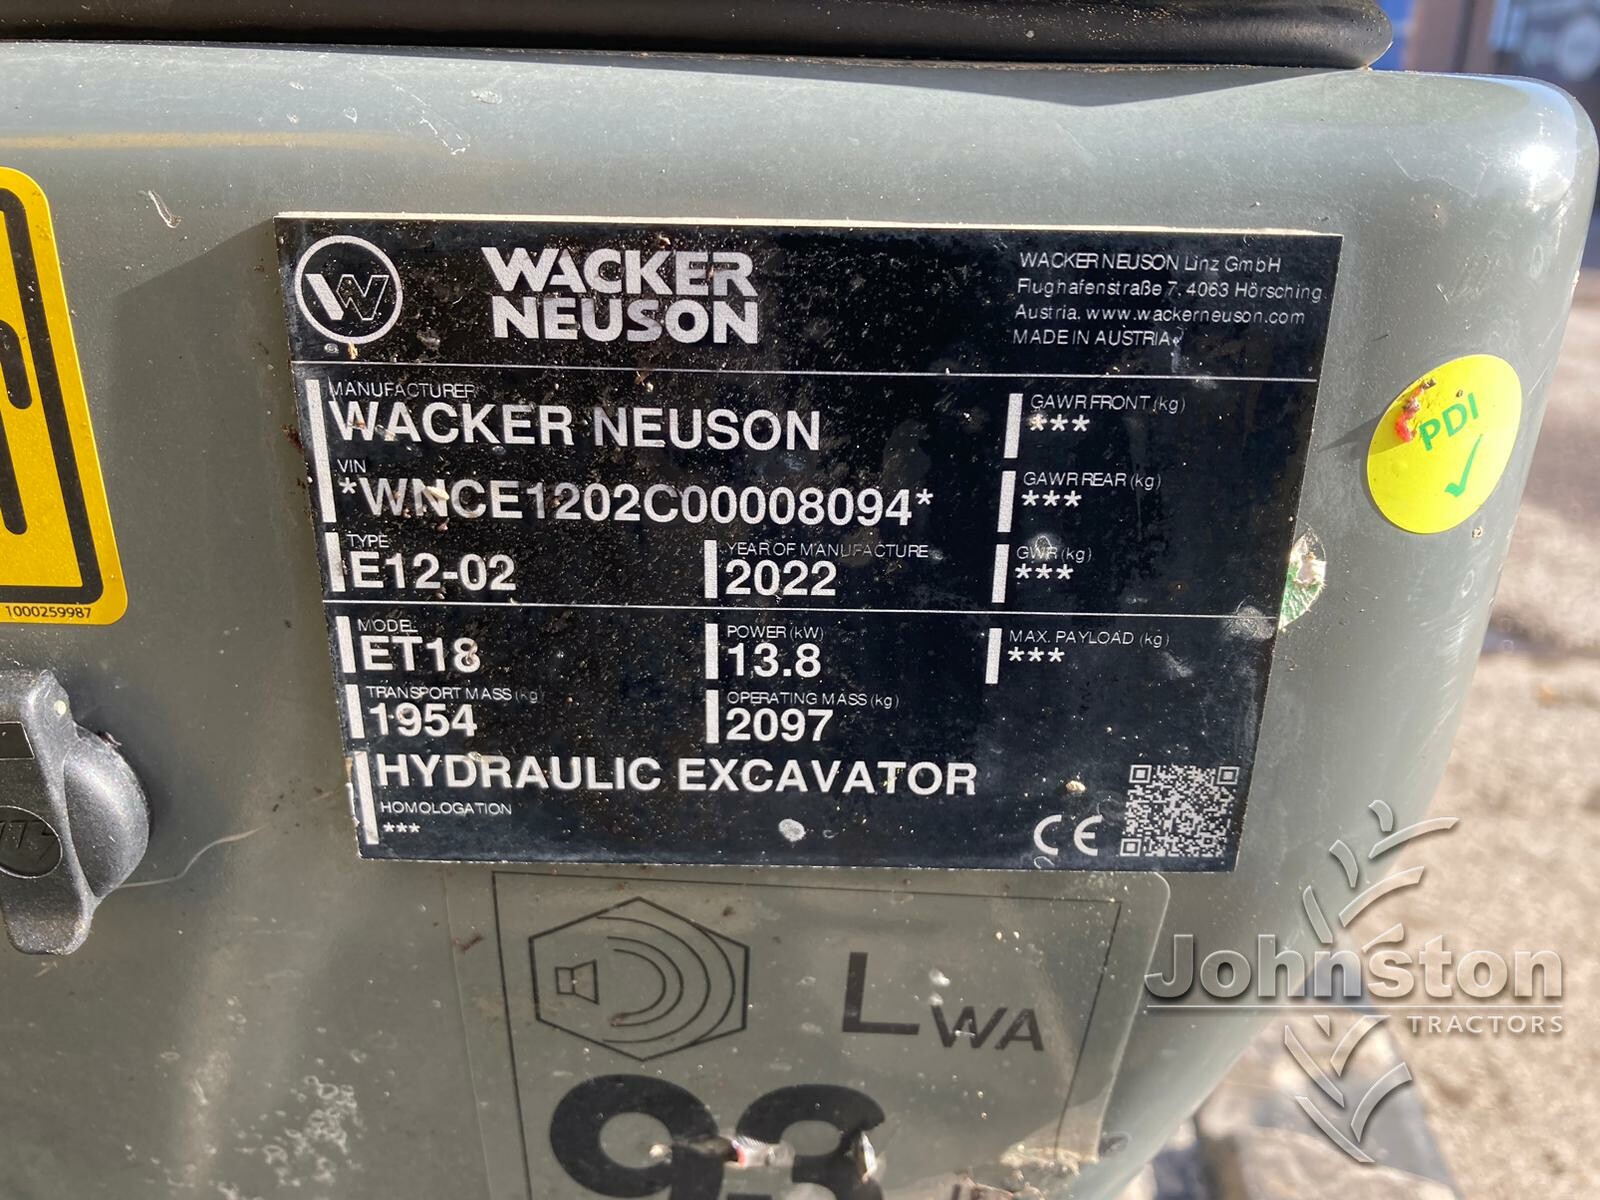 WACKER
NEUSON
WACKER NEUSON Linz GmbH
Flughafenstraße 7, 4063 Hörsching
Austria, www.wackerneuson.com
MADE IN AUSTRIA
MANUFACTURER
WACKER NEUSON
GAWR FRONT (kg)
***
VIN
*WNCE1202C00008094*
GAWR REAR (kg)
***
TYPE
E12-02
YEAR OF MANUFACTURE
2022
GWR (kg)
***
MODEL
ET18
POWER (kW)
13.8
MAX. PAYLOAD (kg)
***
TRANSPORT MASS (kg)
1954
OPERATING MASS (kg)
2097
HYDRAULIC EXCAVATOR
HOMOLOGATION
***
CE
PDI
1000259987
LWA
93
Johnston
TRACTORS